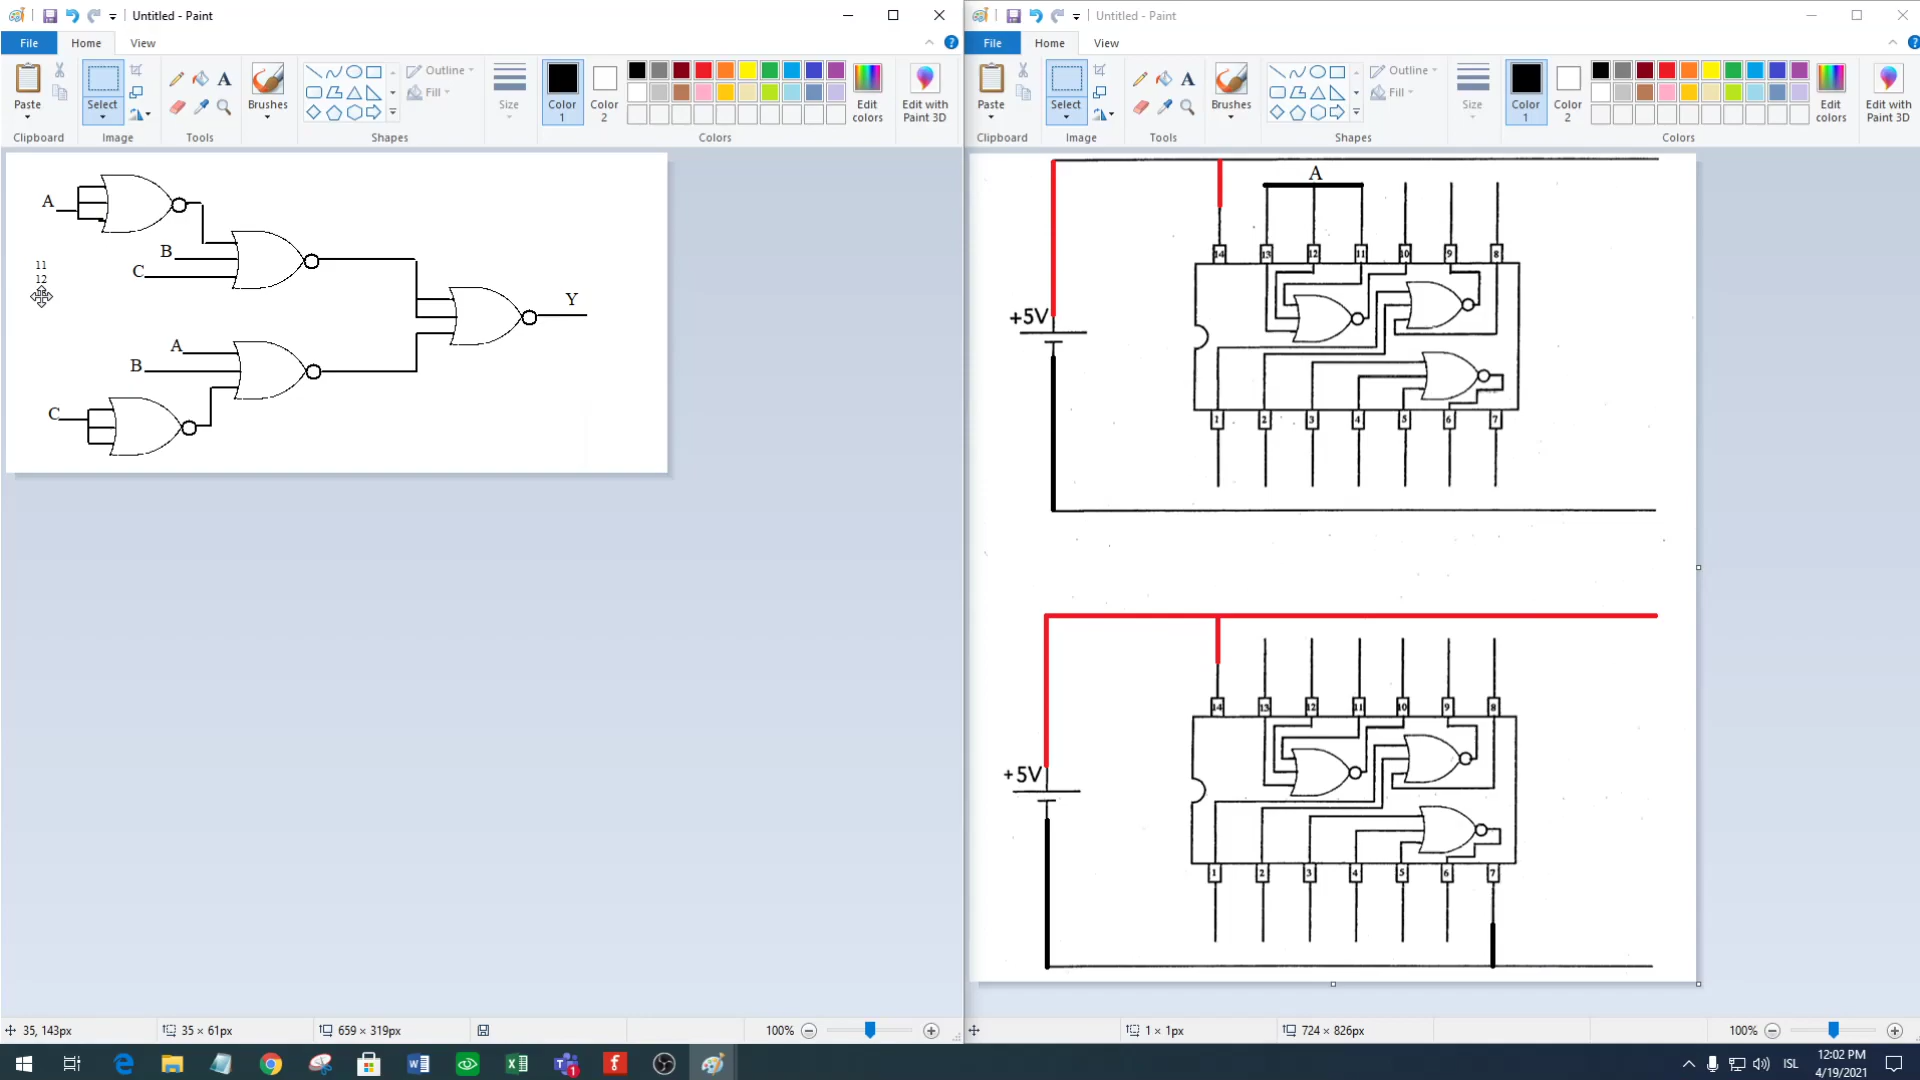 Untitled - Paint
File Home View
Paste
Select
Brushes
Outline
Fill
Size
Color 1
Color 2
Edit colors
Edit with Paint 3D
Clipboard
Image
Tools
Shapes
Colors
A
B
C
11
12
A
B
C
Y
35, 143px
35 × 61px
659 × 319px
100%
Untitled - Paint
File Home View
Paste
Select
Brushes
Outline
Fill
Size
Color 1
Color 2
Edit colors
Edit with Paint 3D
Clipboard
Image
Tools
Shapes
Colors
A
14 13 12 11 10 9 8
+5V
1 2 3 4 5 6 7
14 13 12 11 10 9 8
+5V
1 2 3 4 5 6 7
1 × 1px
724 × 826px
100%
ISL
12:02 PM
4/19/2021